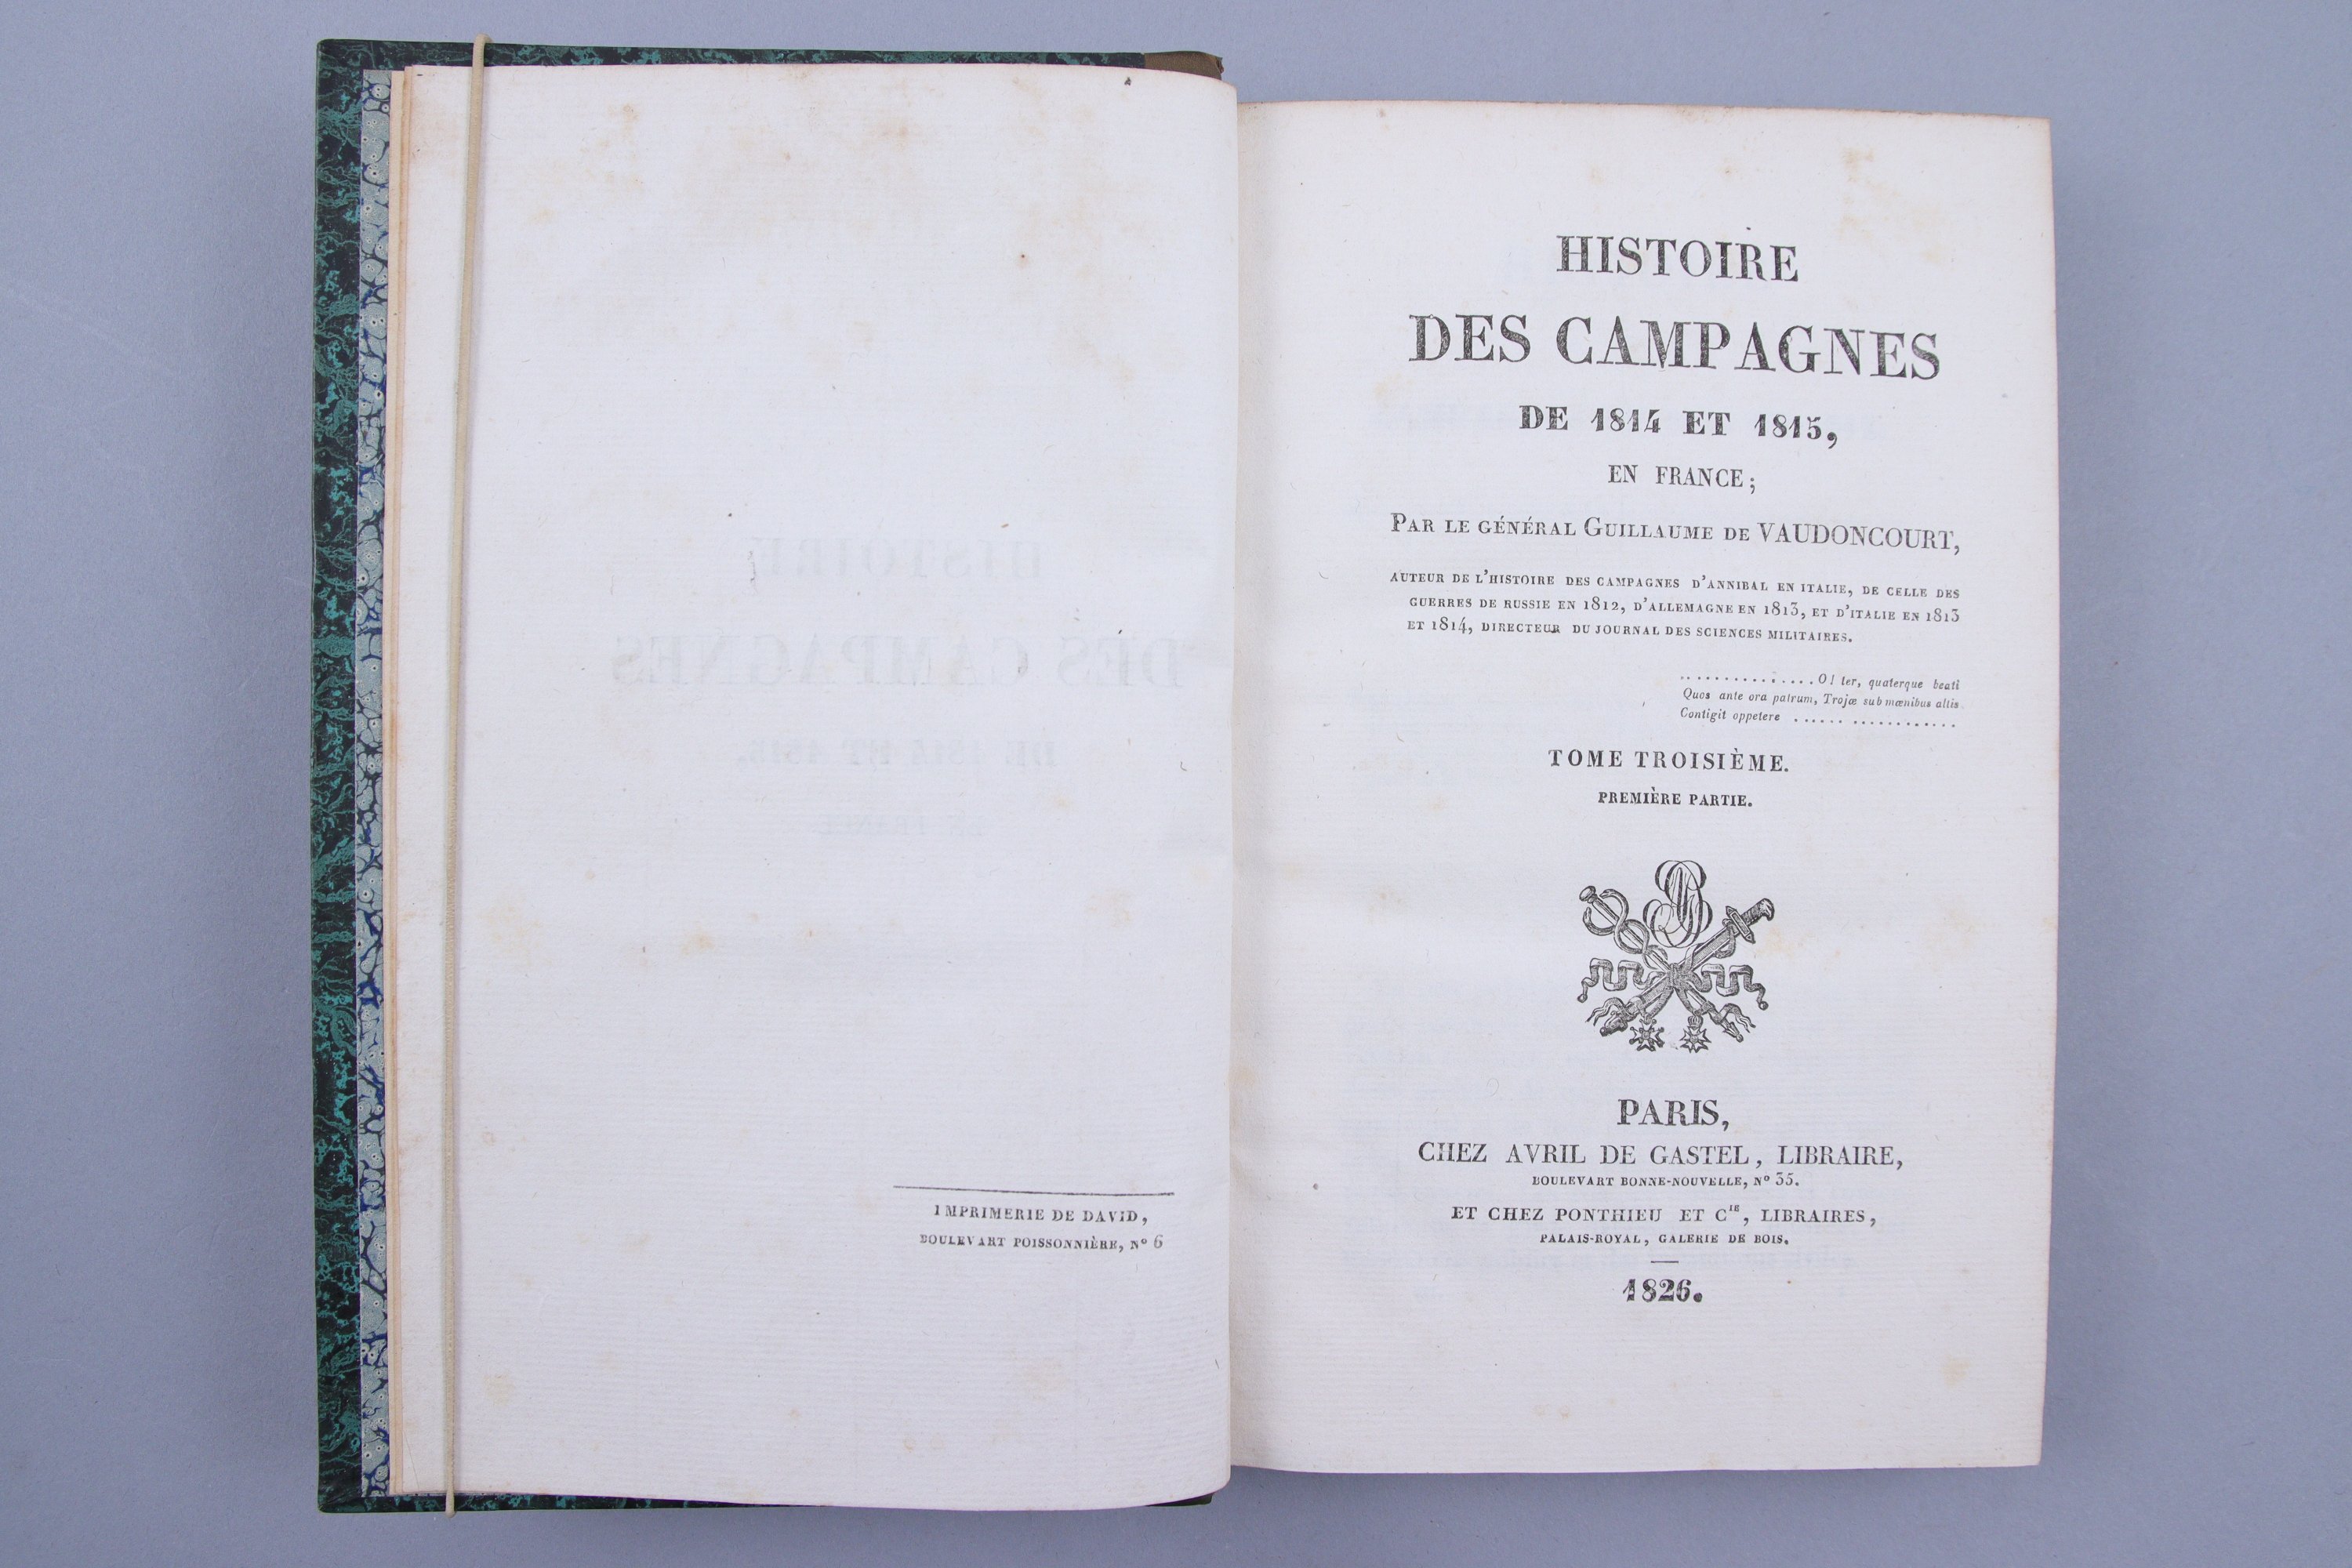 IMPRIMERIE DE DAVID,
BOULEVART POISSONNIÈRE, Nº 6
HISTOIRE
DES CAMPAGNES
DE 1814 ET 1815,
EN FRANCE;
PAR LE GÉNÉRAL GUILLAUME DE VAUDONCOURT,
AUTEUR DE L'HISTOIRE DES CAMPAGNES D'ANNIBAL EN ITALIE, DE CELLE DES
GUERRES DE RUSSIE EN 1812, D'ALLEMAGNE EN 1813, ET D'ITALIE EN 1813
ET 1814, DIRECTEUR DU JOURNAL DES SCIENCES MILITAIRES.
................O! ter, quaterque beati
Quos ante ora patrum, Trojæ sub mœnibus altis
Contigit oppetere ..................
TOME TROISIÈME.
PREMIÈRE PARTIE.
PARIS,
CHEZ AVRIL DE GASTEL, LIBRAIRE,
BOULEVART BONNE-NOUVELLE, Nº 35.
ET CHEZ PONTHIEU ET Cie, LIBRAIRES,
PALAIS-ROYAL, GALERIE DE BOIS.
1826.